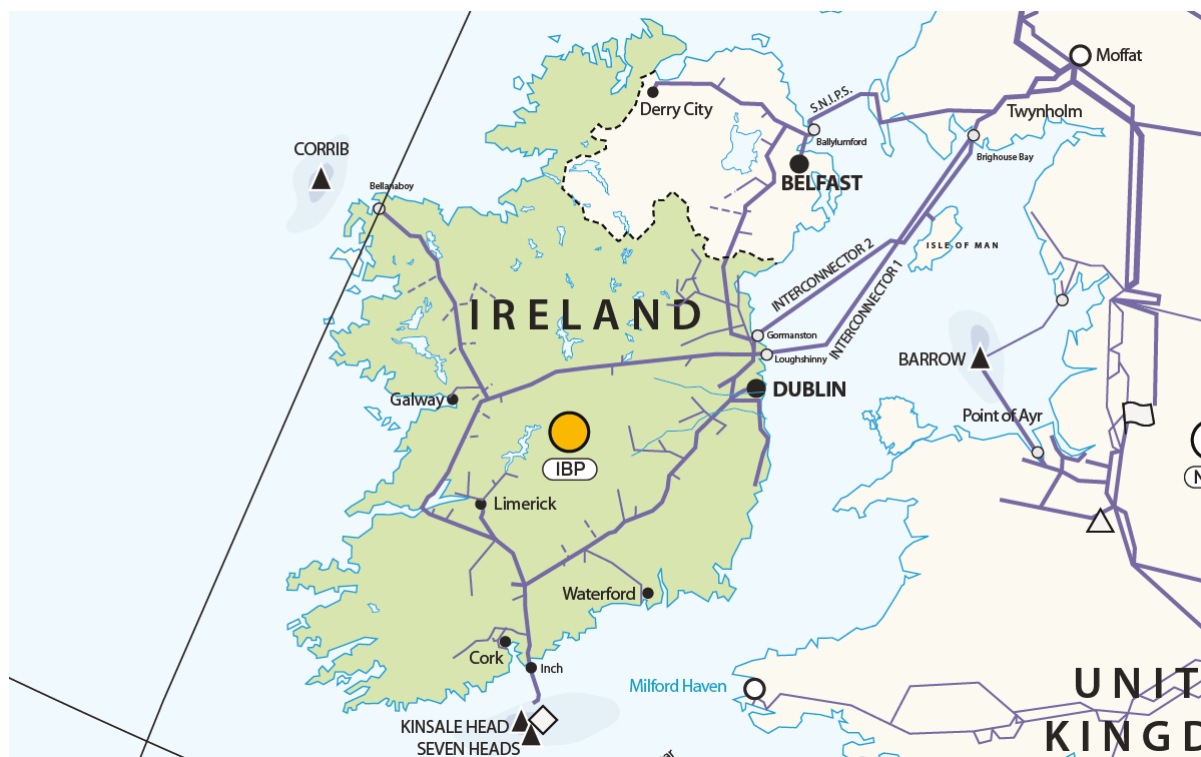 Moffat
Derry City
S.N.I.P.S.
Twynholm
Ballylumford
Brighouse Bay
CORRIB
BELFAST
Bellanaboy
ISLE OF MAN
INTERCONNECTOR 2
INTERCONNECTOR 1
IRELAND
Gormanston
Loughshinny
BARROW
DUBLIN
Galway
Point of Ayr
IBP
Limerick
Waterford
Cork
Inch
Milford Haven
UNIT
KINGD
KINSALE HEAD
SEVEN HEADS